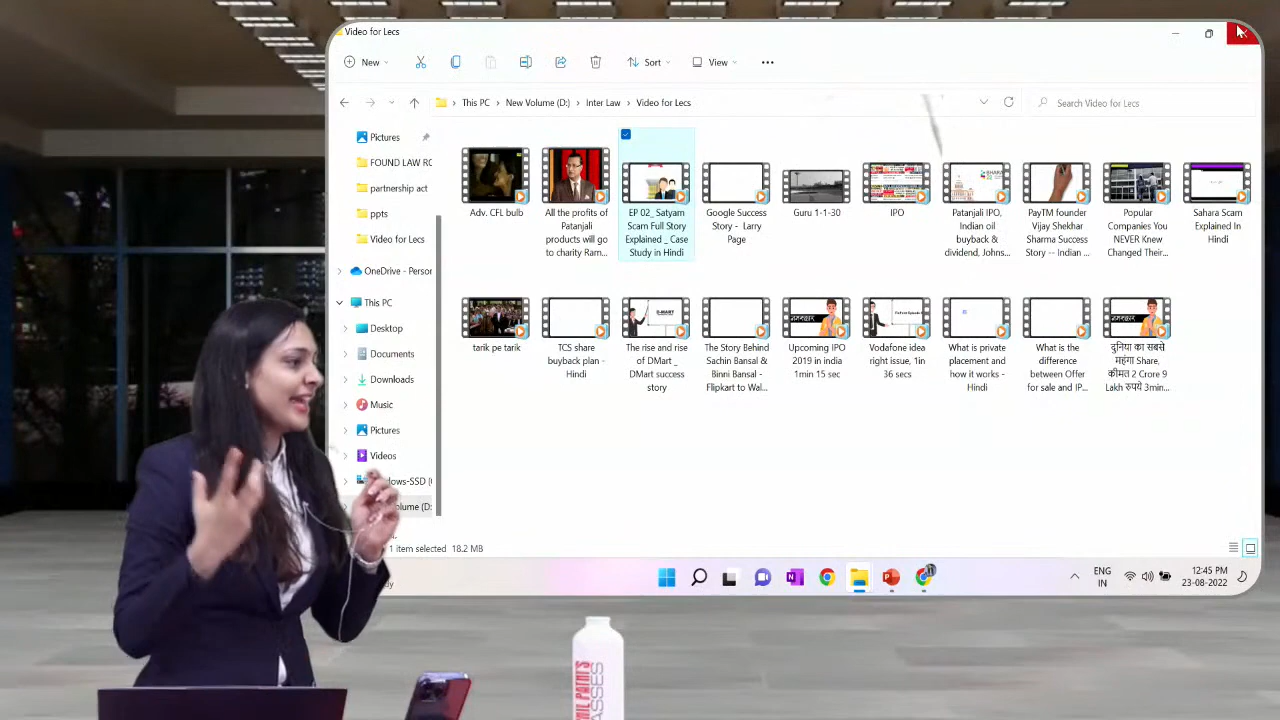 Video for Lecs
New
Sort
View
This PC
New Volume (D:)
Inter Law
Video for Lecs
Search Video for Lecs
Pictures
FOUND LAW RC
partnership act
ppts
Video for Lecs
OneDrive - Person
This PC
Desktop
Documents
Downloads
Music
Pictures
Videos
dows-SSD (
olume (D:
Adv. CFL bulb
All the profits of
Patanjali
products will go
to charity Ram...
EP 02_ Satyam
Scam Full Story
Explained _ Case
Study in Hindi
Google Success
Story - Larry
Page
Guru 1-1-30
IPO
Patanjali IPO,
Indian oil
buyback &
dividend, Johns...
PayTM founder
Vijay Shekhar
Sharma Success
Story -- Indian ...
Popular
Companies You
NEVER Knew
Changed Their...
Sahara Scam
Explained In
Hindi
tarik pe tarik
TCS share
buyback plan -
Hindi
The rise and rise
of DMart _
DMart success
story
The Story Behind
Sachin Bansal &
Binni Bansal -
Flipkart to Wal...
Upcoming IPO
2019 in india
1min 15 sec
Vodafone idea
right issue, 1in
36 secs
What is private
placement and
how it works -
Hindi
What is the
difference
between Offer
for sale and IP...
दुनिया का सबसे
महंगा Share,
कीमत 2 Crore 9
Lakh रुपये 3min...
1 item selected
18.2 MB
ENG
IN
12:45 PM
23-08-2022
ASSES